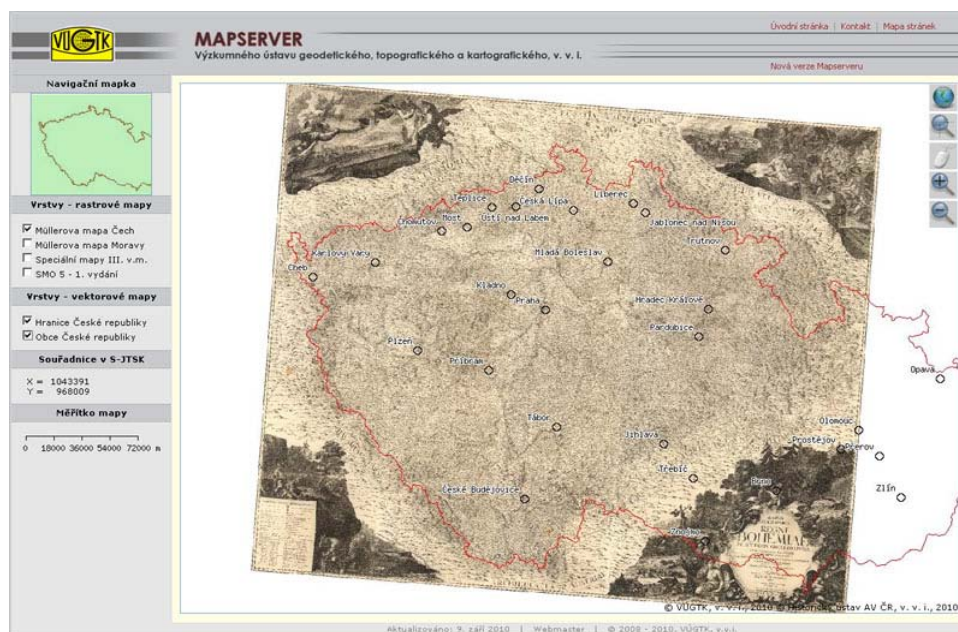 VÚGTK
MAPSERVER
Výzkumného ústavu geodetického, topografického a kartografického, v. v. i.
Úvodní stránka | Kontakt | Mapa stránek
Nová verze Mapserveru
Navigační mapka
Vrstvy - rastrové mapy
Müllerova mapa Čech
Müllerova mapa Moravy
Speciální mapy III. v.m.
SMO 5 - 1. vydání
Vrstvy - vektorové mapy
Hranice České republiky
Obce České republiky
Souřadnice v S-JTSK
X = 1043391
Y = 968009
Měřítko mapy
0 18000 36000 54000 72000 m
Děčín
Teplice
Česká Lípa
Liberec
Chomutov
Most
Ústí nad Labem
Jablonec nad Nisou
Trutnov
Karlovy Vary
Mladá Boleslav
Cheb
Kladno
Praha
Hradec Králové
Pardubice
Plzeň
Příbram
Opava
Tábor
Jihlava
Olomouc
Prostějov
Přerov
Třebíč
Brno
Zlín
České Budějovice
Znojmo
REGNI
BOHEMIAE
© VÚGTK, v. v. i., 2010 © Historický ústav AV ČR, v. v. i., 2010
Aktualizováno: 9. září 2010 | Webmaster | © 2008 - 2010, VÚGTK, v.v.i.